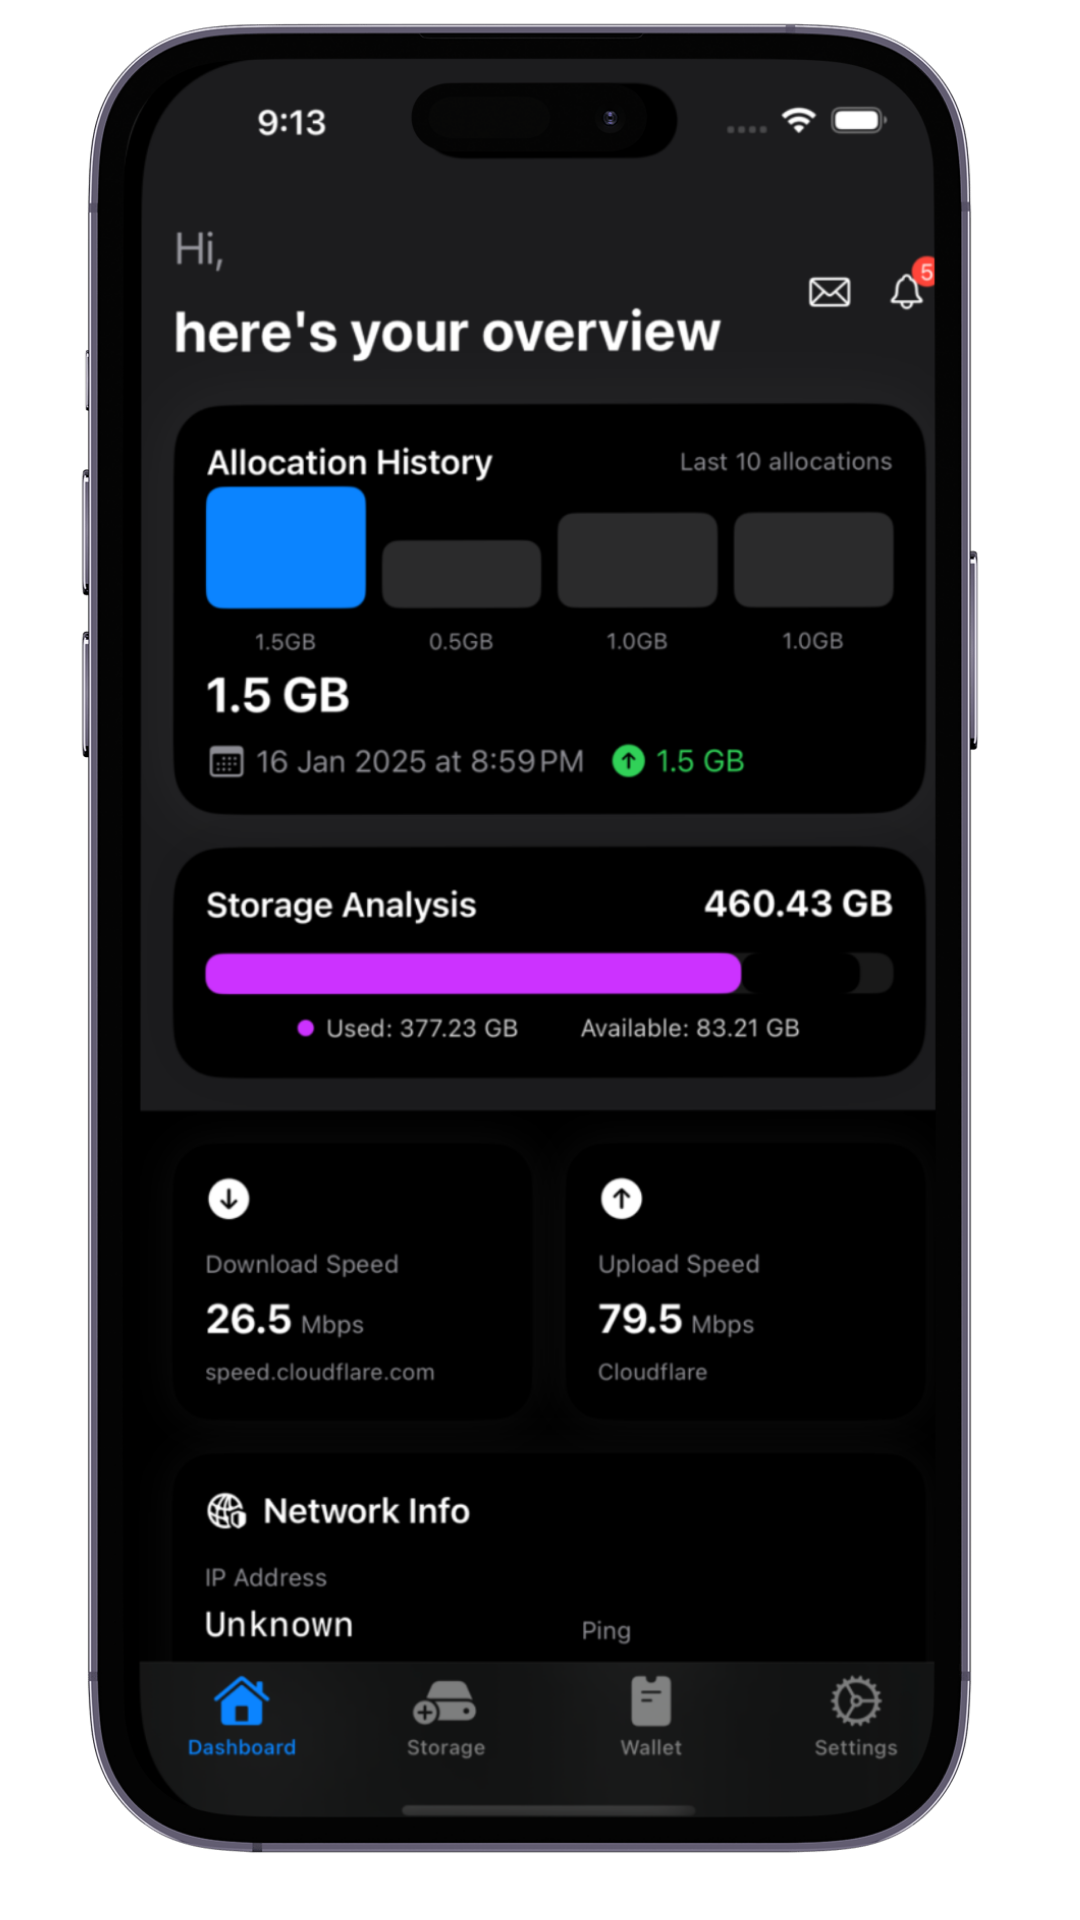 9:13
Hi,
5
here's your overview
Allocation History
Last 10 allocations
1.5GB
0.5GB
1.0GB
1.0GB
1.5 GB
16 Jan 2025 at 8:59 PM
1.5 GB
Storage Analysis
460.43 GB
Used: 377.23 GB
Available: 83.21 GB
Download Speed
26.5 Mbps
speed.cloudflare.com
Upload Speed
79.5 Mbps
Cloudflare
Network Info
IP Address
Unknown
Ping
Dashboard
Storage
Wallet
Settings